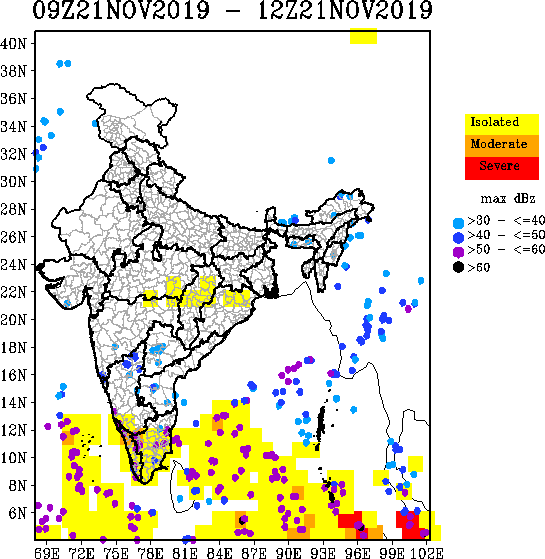 09Z21NOV2019 – 12Z21NOV2019
40N
38N
36N
34N
32N
30N
28N
26N
24N
22N
20N
18N
16N
14N
12N
10N
8N
6N
69E 72E 75E 78E 81E 84E 87E 90E 93E 96E 99E 102E
Isolated
Moderate
Severe
max dBz
>30 - <=40
>40 - <=50
>50 - <=60
>60